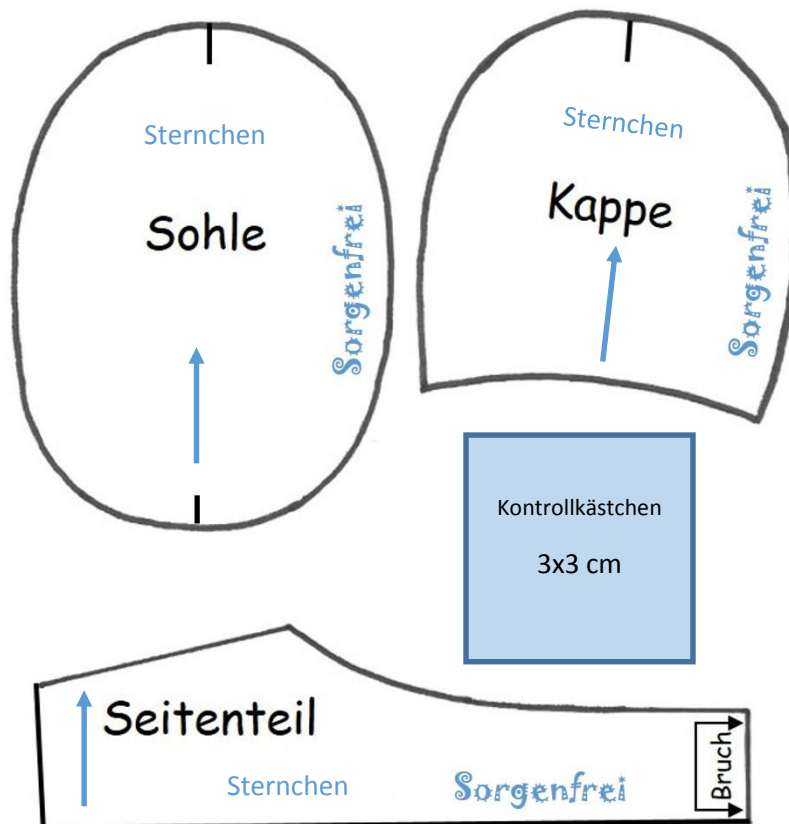 Sternchen
Sohle
Sorgenfrei
Sternchen
Kappe
Sorgenfrei
Kontrollkästchen
3x3 cm
Seitenteil
Sternchen
Sorgenfrei
Bruch